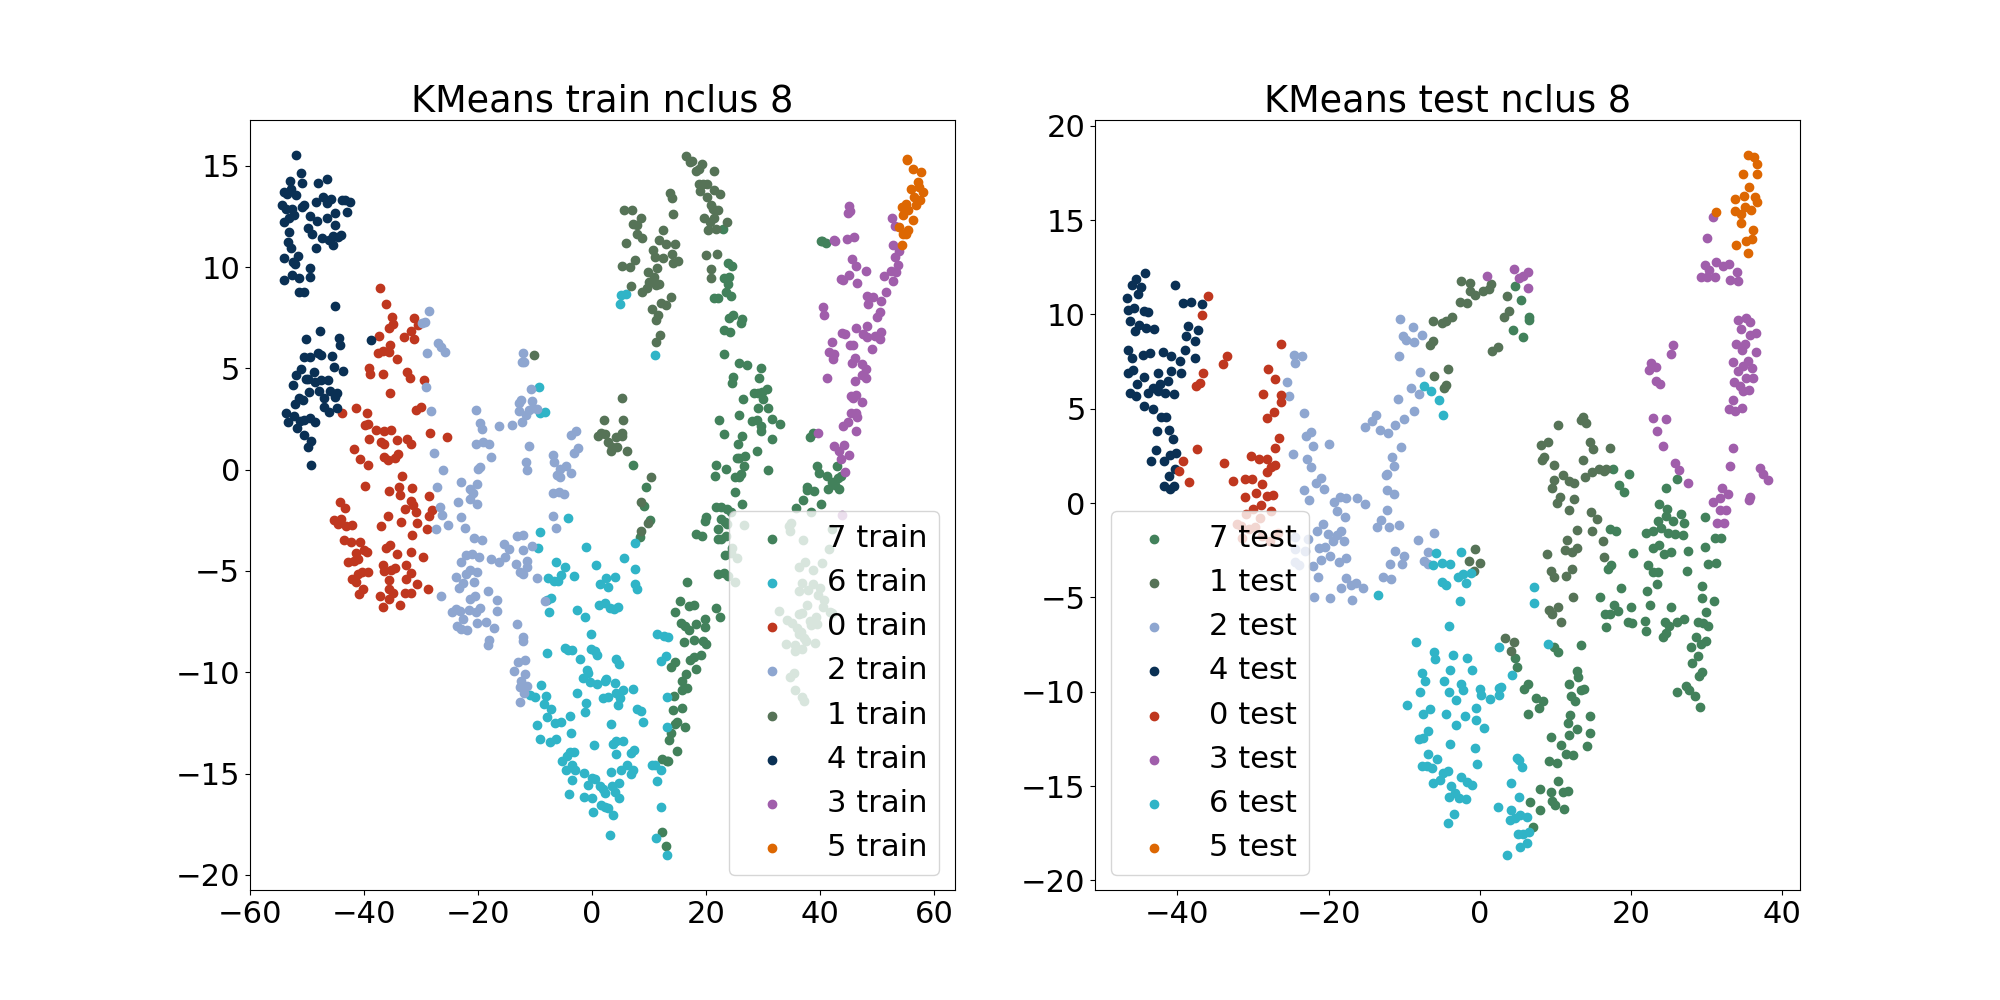 KMeans train nclus 8
15
10
5
0
−5
−10
−15
−20
−60
−40
−20
0
20
40
60
7 train
6 train
0 train
2 train
1 train
4 train
3 train
5 train
KMeans test nclus 8
20
15
10
5
0
−5
−10
−15
−20
−40
−20
0
20
40
7 test
1 test
2 test
4 test
0 test
3 test
6 test
5 test